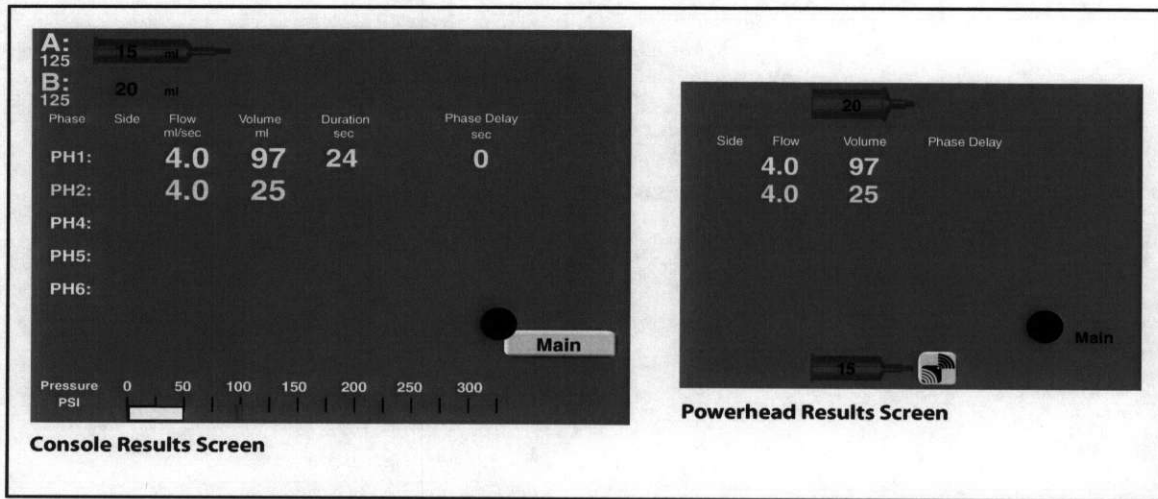 A:
125
15 ml
B:
125
20 ml
Phase Side Flow ml/sec Volume ml Duration sec Phase Delay sec
PH1: 4.0 97 24 0
PH2: 4.0 25
PH4:
PH5:
PH6:
Main
Pressure PSI 0 50 100 150 200 250 300
Console Results Screen
20
Side Flow Volume Phase Delay
4.0 97
4.0 25
Main
15
Powerhead Results Screen